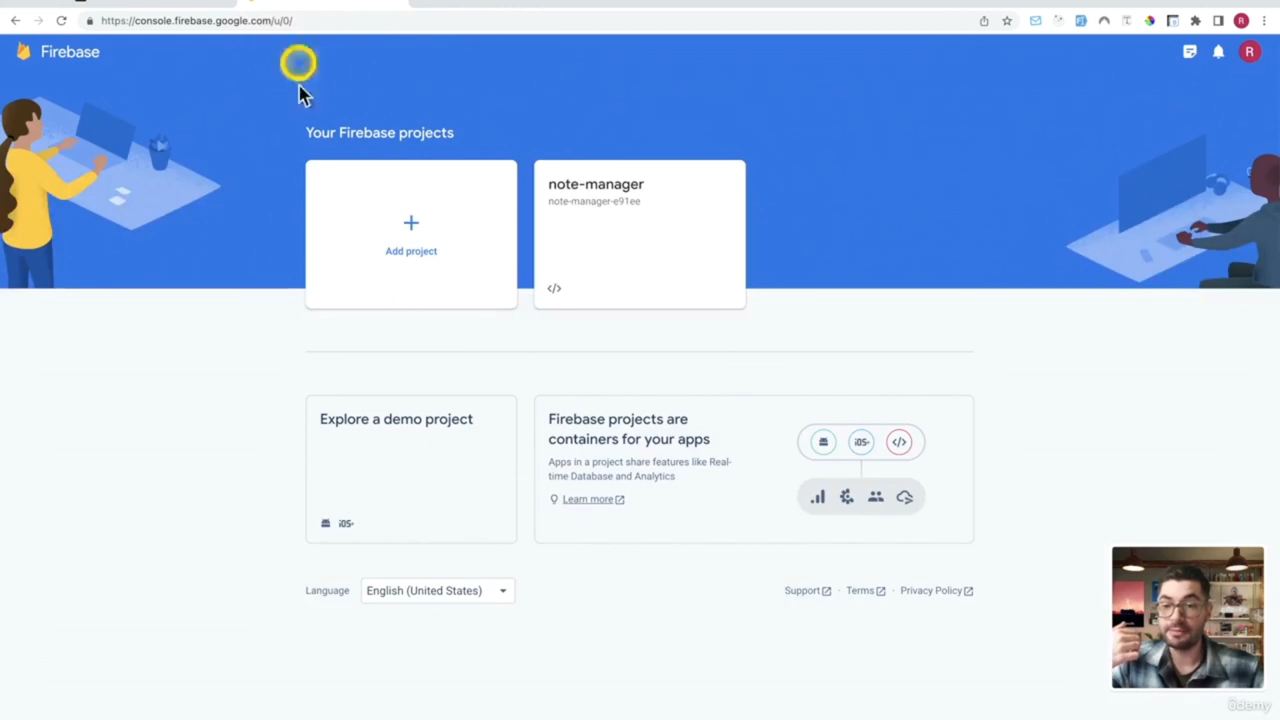 https://console.firebase.google.com/u/0/
R
Firebase
R
Your Firebase projects
Add project
note-manager
note-manager-e91ee
</>
Explore a demo project
iOS+
Firebase projects are
containers for your apps
Apps in a project share features like Real-
time Database and Analytics
Learn more
iOS+
</>
Language
English (United States)
Support · Terms · Privacy Policy
ûdemy